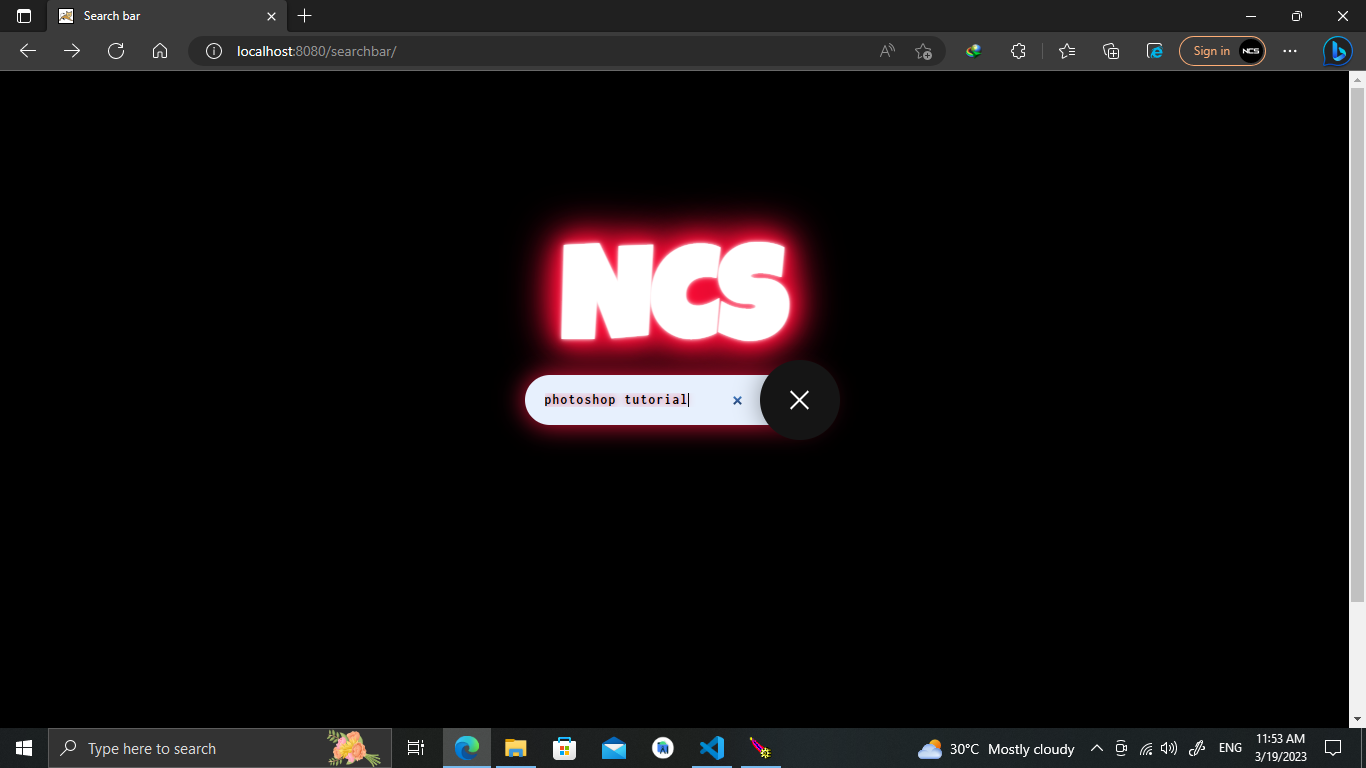 Search bar
localhost:8080/searchbar/
Sign in
NCS
NCS
photoshop tutorial
Type here to search
30°C Mostly cloudy
ENG
11:53 AM
3/19/2023